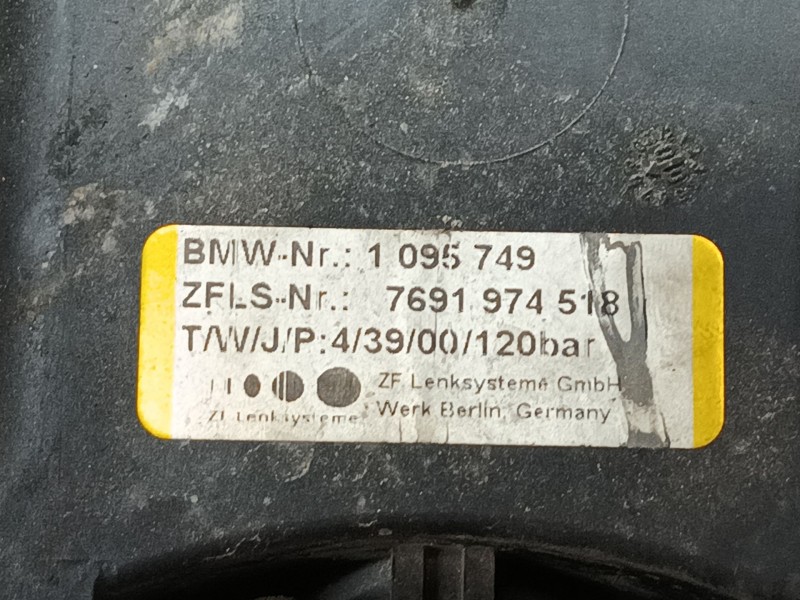 BMW-Nr.: 1 095 749
ZFLS-Nr.: 7691 974 518
T/W/J/P:4/39/00/120bar
ZF Lenksysteme GmbH
ZF Lenksysteme Werk Berlin, Germany